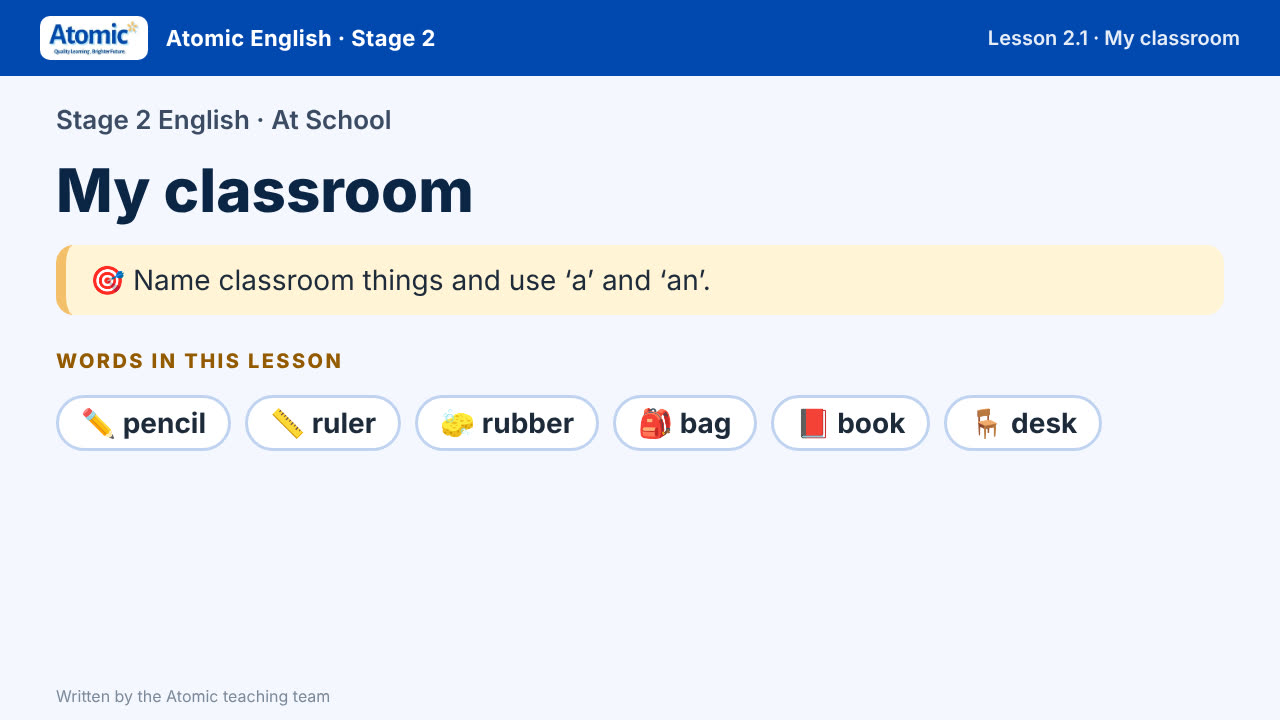 Atomic
Quality Learning. Brighter Future.
Atomic English · Stage 2
Lesson 2.1 · My classroom
Stage 2 English · At School
My classroom
Name classroom things and use ‘a’ and ‘an’.
WORDS IN THIS LESSON
pencil ruler rubber bag book desk
Written by the Atomic teaching team